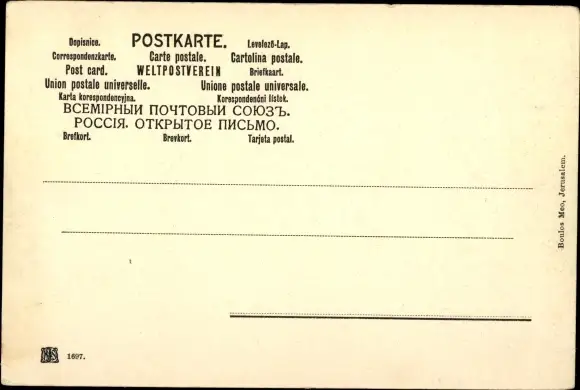 Dopisnice. POSTKARTE. Levelező-Lap.
Correspondenzkarte. Carte postale. Cartolina postale.
Post card. WELTPOSTVEREIN Briefkaart.
Union postale universelle. Unione postale universale.
Karta korespondencyjna. Korespondenční lístek.
ВСЕМІРНЫЙ ПОЧТОВЫЙ СОЮЗЪ.
РОССІЯ. ОТКРЫТОЕ ПИСЬМО.
Brefkort. Brevkort. Tarjeta postal.
Boulos Meo, Jerusalem.
1697.